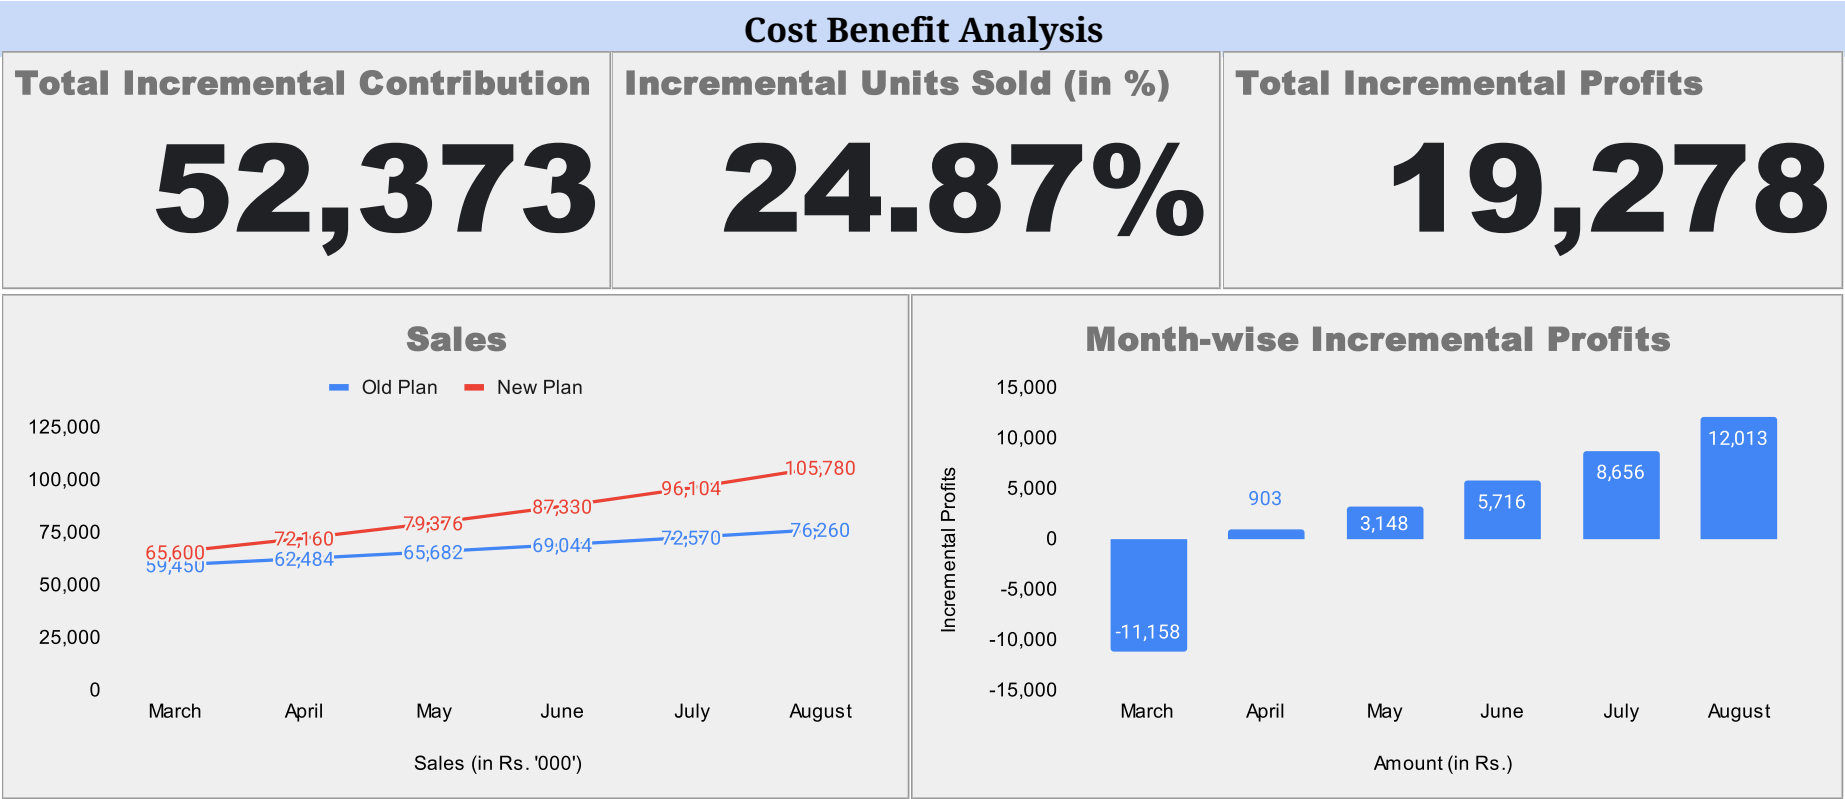 Cost Benefit Analysis
Total Incremental Contribution
52,373
Incremental Units Sold (in %)
24.87%
Total Incremental Profits
19,278
Sales
Old Plan New Plan
125,000
100,000
75,000
50,000
25,000
0
65,600 72,160 79,376 87,330 96,104 105,780
59,450 62,484 65,682 69,044 72,570 76,260
March April May June July August
Sales (in Rs. '000')
Month-wise Incremental Profits
Incremental Profits
15,000
10,000
5,000
0
-5,000
-10,000
-15,000
-11,158 903 3,148 5,716 8,656 12,013
March April May June July August
Amount (in Rs.)